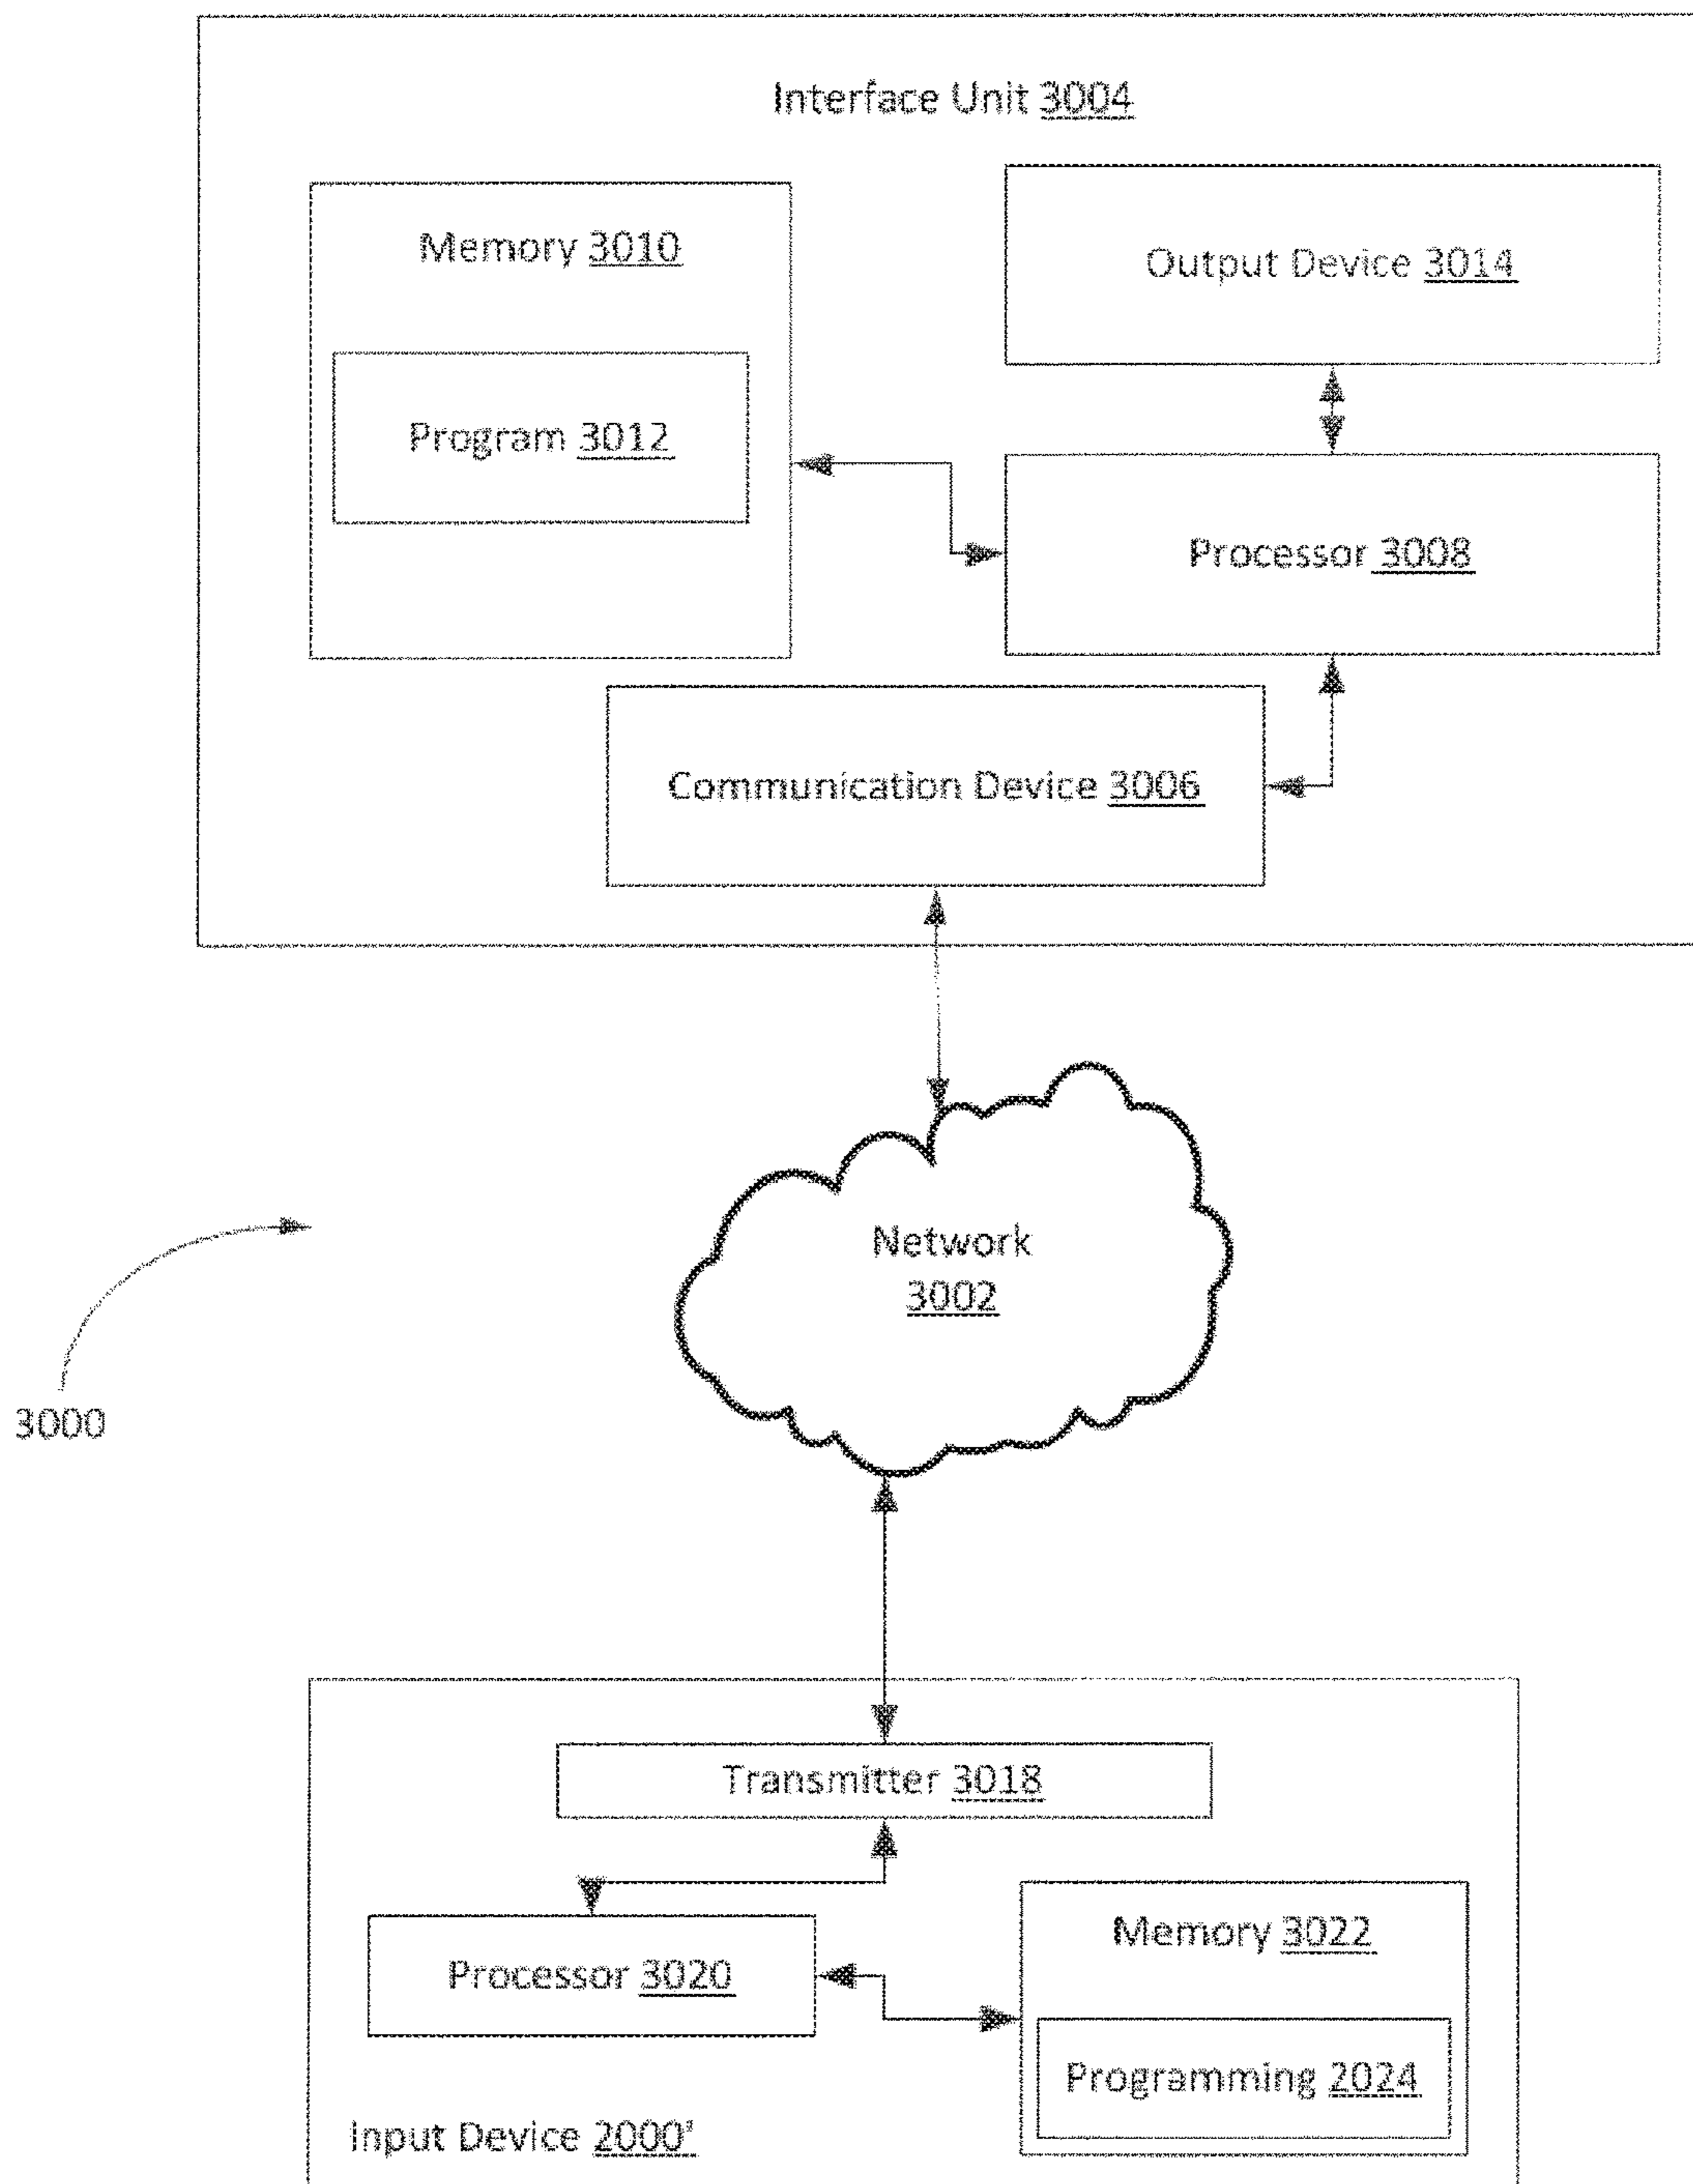 Interface Unit 3004
Memory 3010
Output Device 3014
Program 3012
Processor 3008
Communication Device 3006
Network
3002
3000
Transmitter 3018
Memory 3022
Processor 3020
Programming 2024
Input Device 2000'